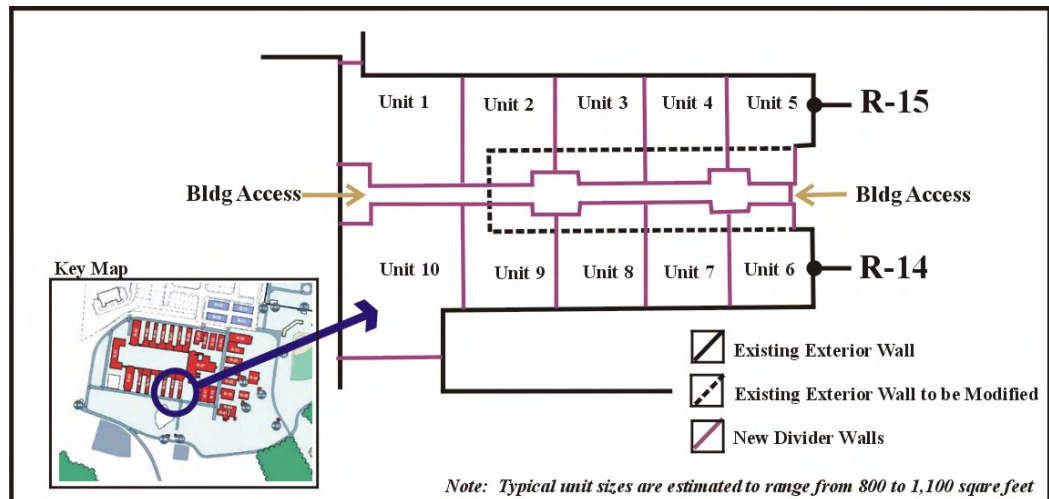 Unit 1
Unit 2
Unit 3
Unit 4
Unit 5
R-15
Bldg Access
Bldg Access
Unit 10
Unit 9
Unit 8
Unit 7
Unit 6
R-14
Key Map
Existing Exterior Wall
Existing Exterior Wall to be Modified
New Divider Walls
Note: Typical unit sizes are estimated to range from 800 to 1,100 sqare feet